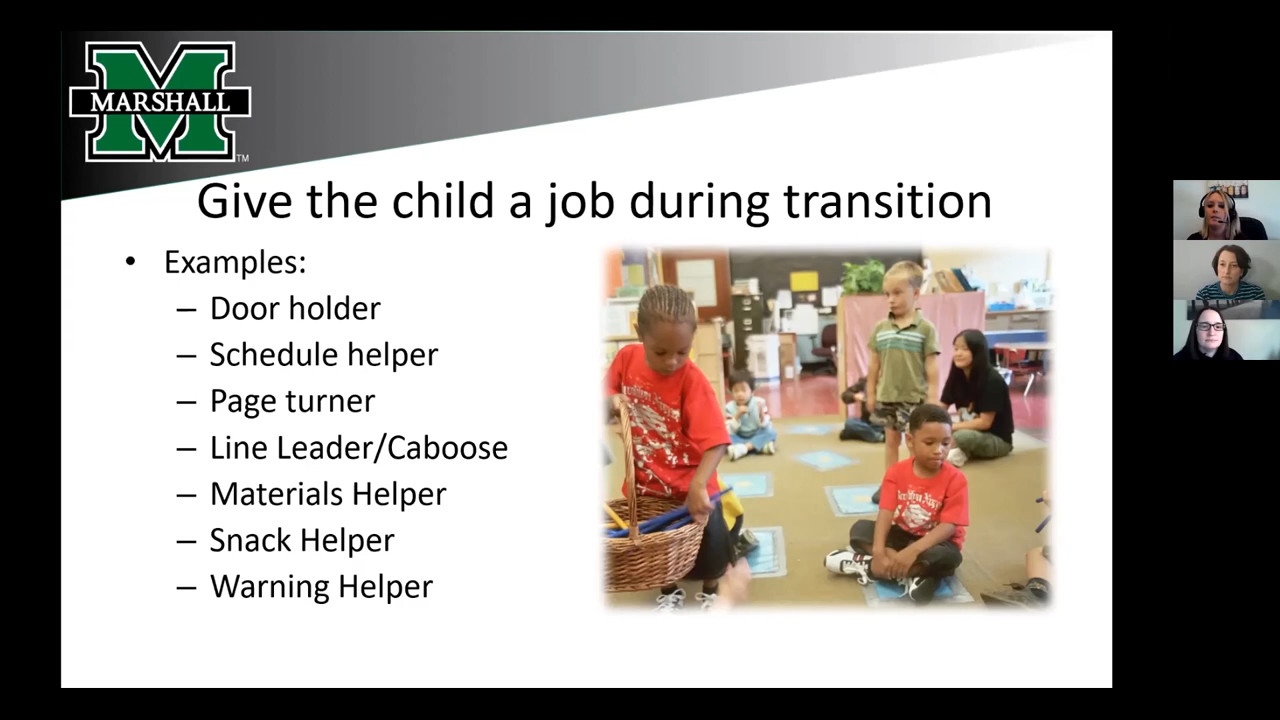 MARSHALL
TM
Give the child a job during transition
• Examples:
– Door holder
– Schedule helper
– Page turner
– Line Leader/Caboose
– Materials Helper
– Snack Helper
– Warning Helper